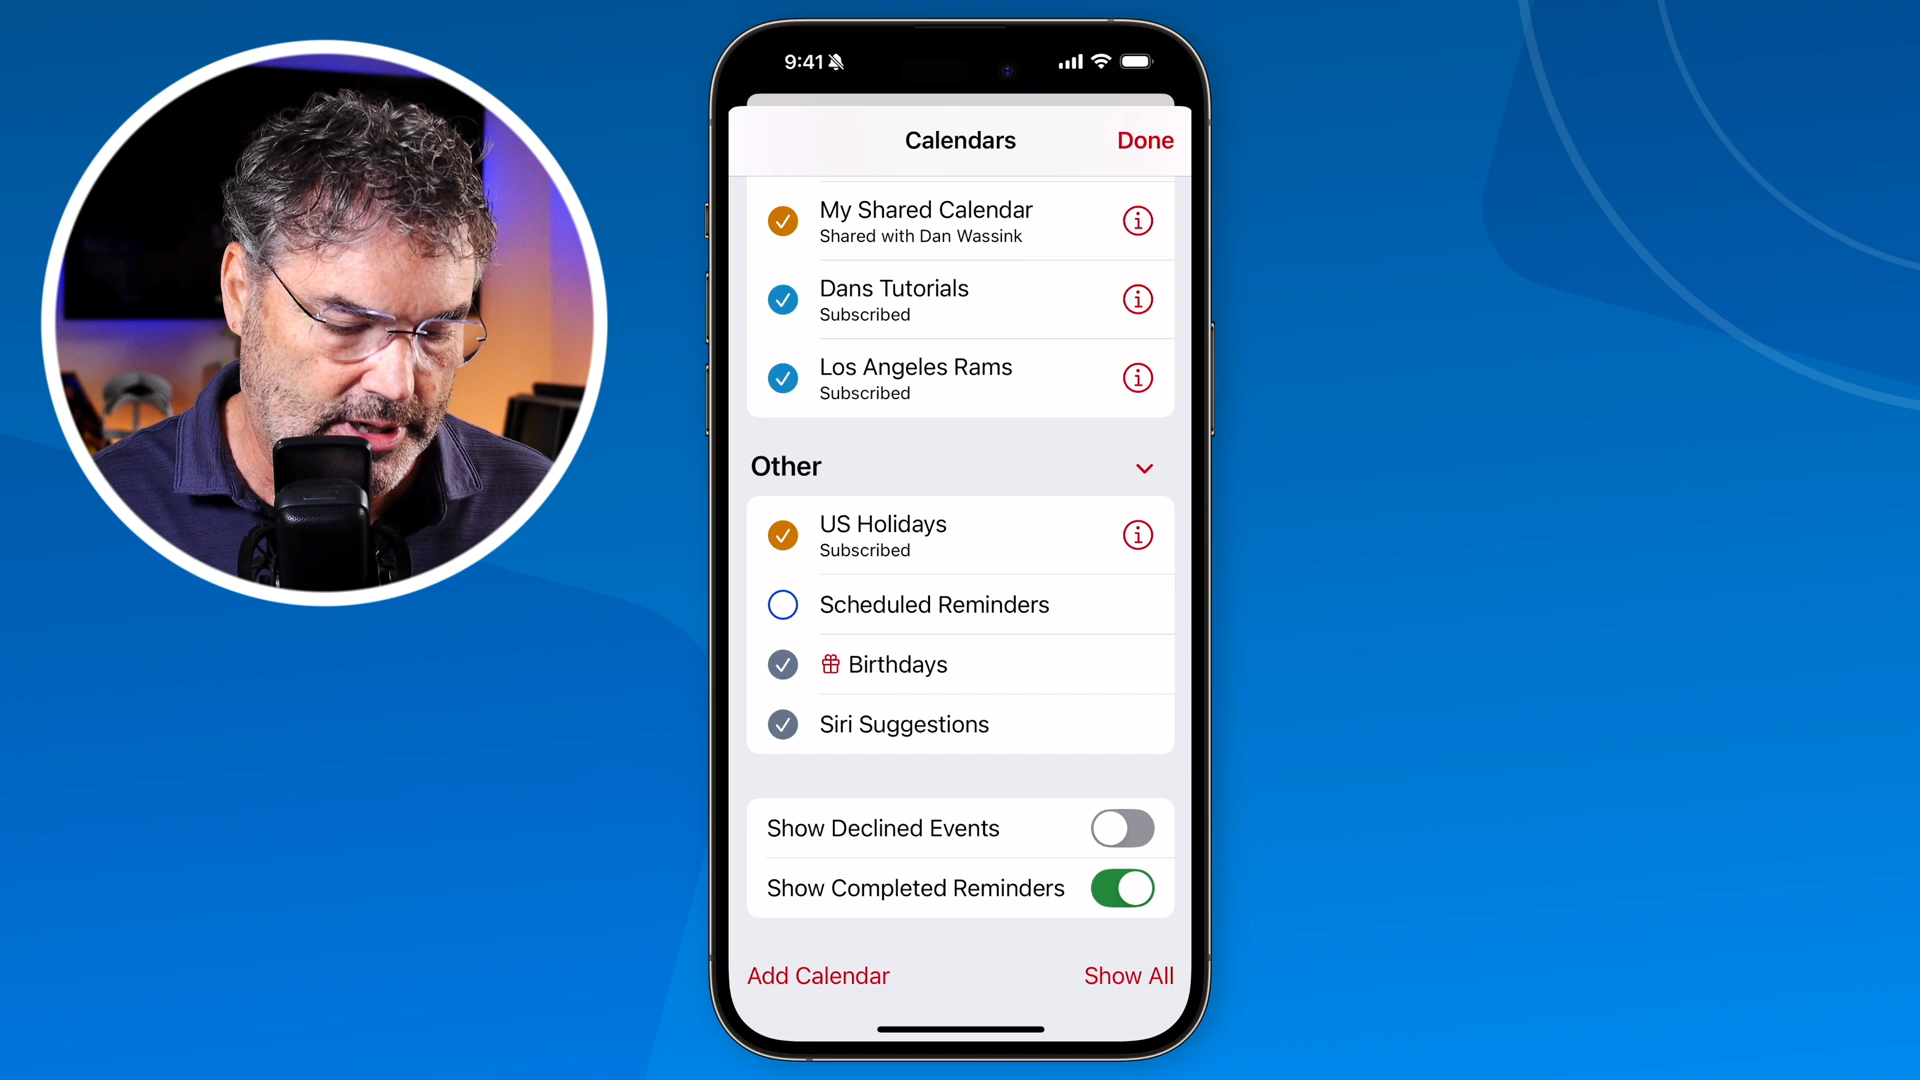 9:41
Calendars
Done
My Shared Calendar
Shared with Dan Wassink
Dans Tutorials
Subscribed
Los Angeles Rams
Subscribed
Other
US Holidays
Subscribed
Scheduled Reminders
Birthdays
Siri Suggestions
Show Declined Events
Show Completed Reminders
Add Calendar
Show All